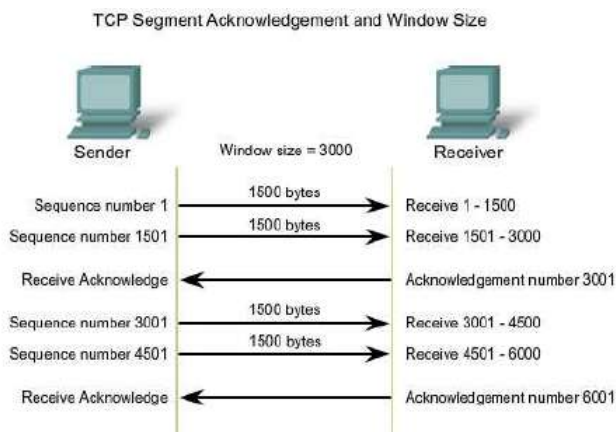 TCP Segment Acknowledgement and Window Size
Sender
Window size = 3000
Receiver
Sequence number 1
1500 bytes
Receive 1 - 1500
Sequence number 1501
1500 bytes
Receive 1501 - 3000
Receive Acknowledge
Acknowledgement number 3001
Sequence number 3001
1500 bytes
Receive 3001 - 4500
Sequence number 4501
1500 bytes
Receive 4501 - 6000
Receive Acknowledge
Acknowledgement number 6001